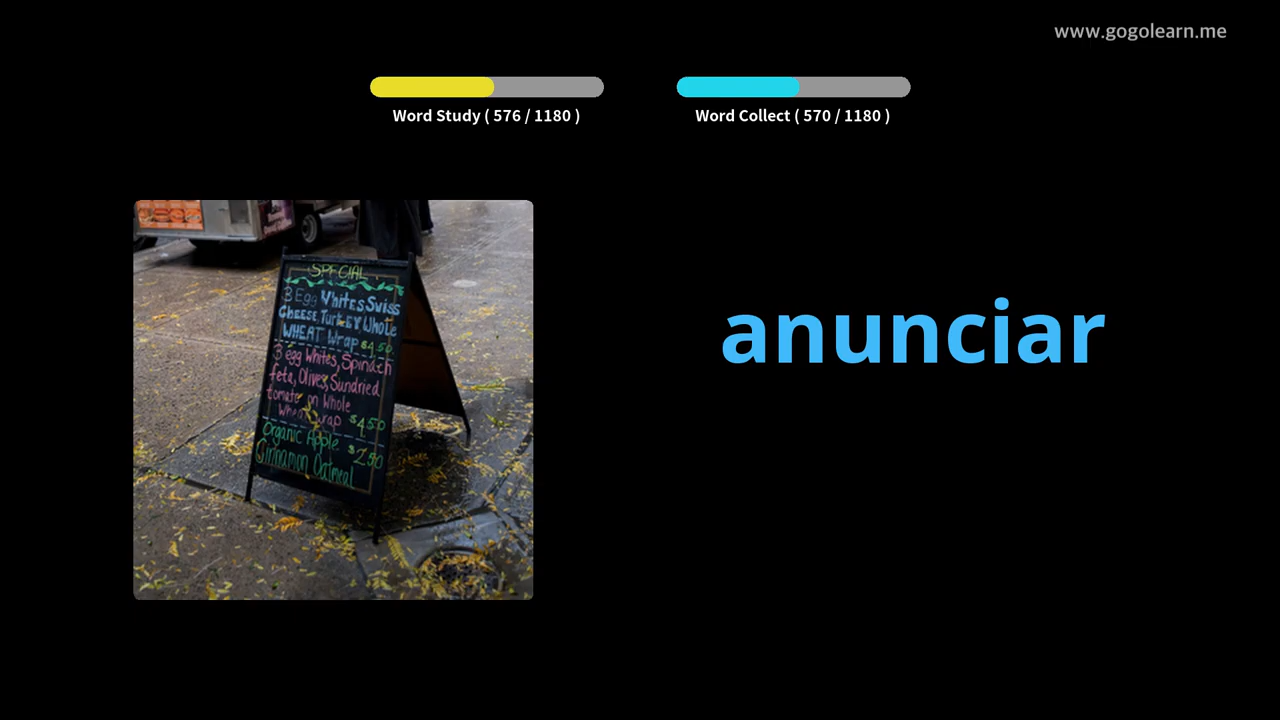 www.gogolearn.me
Word Study ( 576 / 1180 )
Word Collect ( 570 / 1180 )
SPECIAL
3 Egg Whites, Swiss
Cheese, Turkey Whole
WHEAT Wrap $4.50
3 egg Whites, Spinach
feta, Olives, Sundried
tomato on Whole
Wheat Wrap $4.50
Organic Apple
Cinnamon Oatmeal $2.50
anunciar